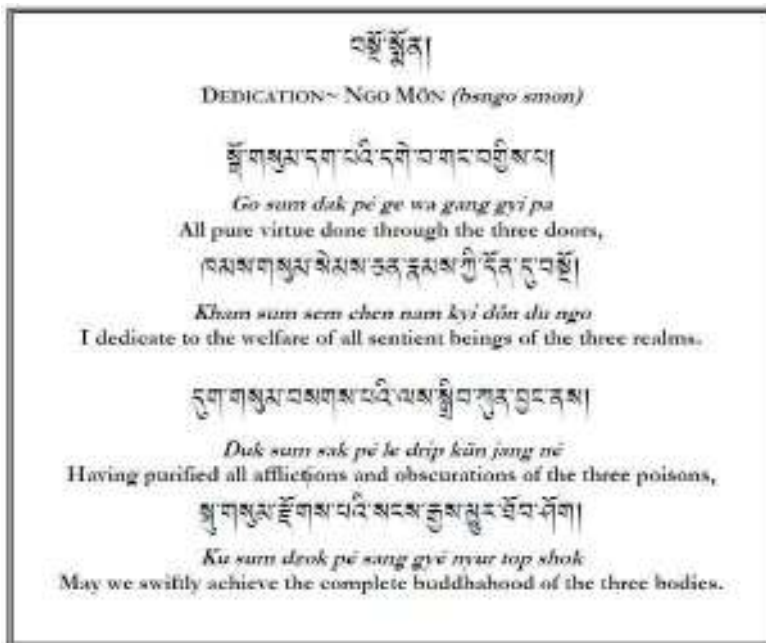 བསྔོ་སྨོན།
DEDICATION~ NGO MÖN (bsngo smon)
སྒོ་གསུམ་དག་པའི་དགེ་བ་གང་བགྱིས་པ།
Go sum dak pé ge wa gang gyi pa
All pure virtue done through the three doors,
ཁམས་གསུམ་སེམས་ཅན་རྣམས་ཀྱི་དོན་དུ་བསྔོ།
Kham sum sem chen nam kyi dön du ngo
I dedicate to the welfare of all sentient beings of the three realms.
དུག་གསུམ་བསགས་པའི་ལས་སྒྲིབ་ཀུན་བྱང་ནས།
Duk sum sak pé le drip kün jang né
Having purified all afflictions and obscurations of the three poisons,
སྐུ་གསུམ་རྫོགས་པའི་སངས་རྒྱས་མྱུར་ཐོབ་ཤོག།
Ku sum dzok pé sang gyé nyur top shok
May we swiftly achieve the complete buddhahood of the three bodies.